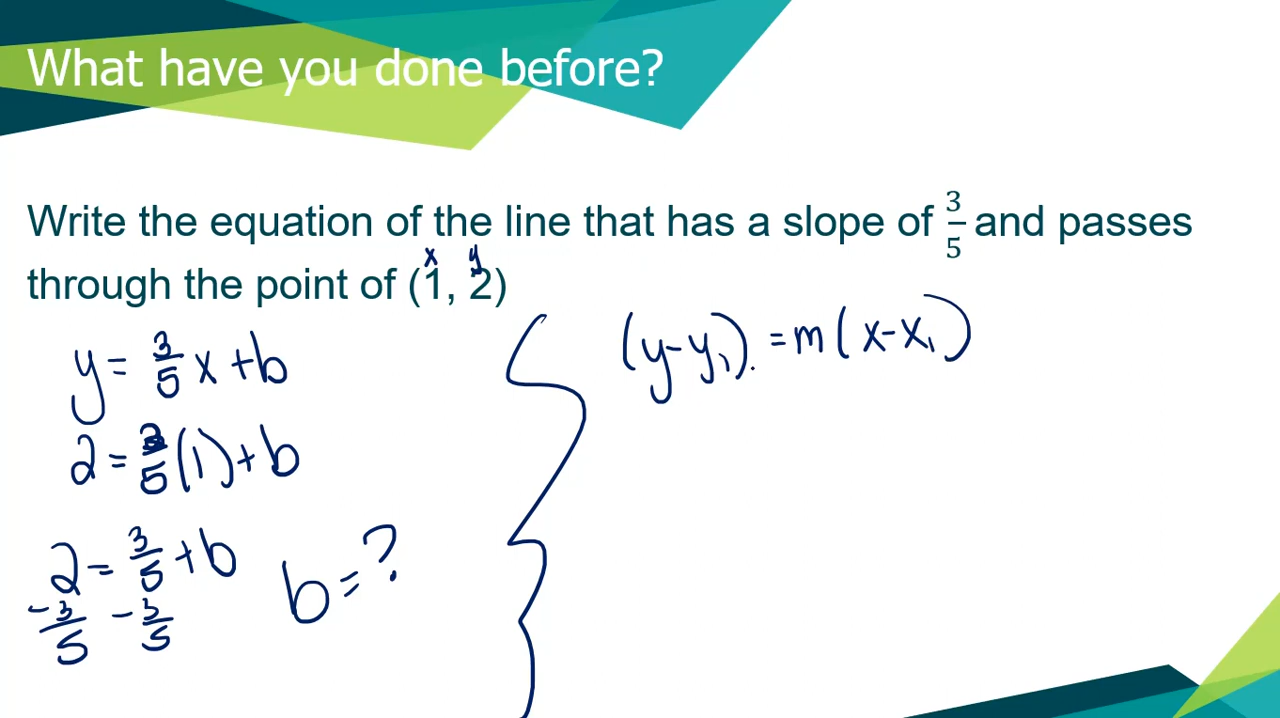 What have you done before?
Write the equation of the line that has a slope of 3/5 and passes
x y
through the point of (1, 2)
y = 3/5 x + b
2 = 3/5 (1) + b
2 = 3/5 + b
-3/5 -3/5
b = ?
(y - y₁) = m(x - x₁)